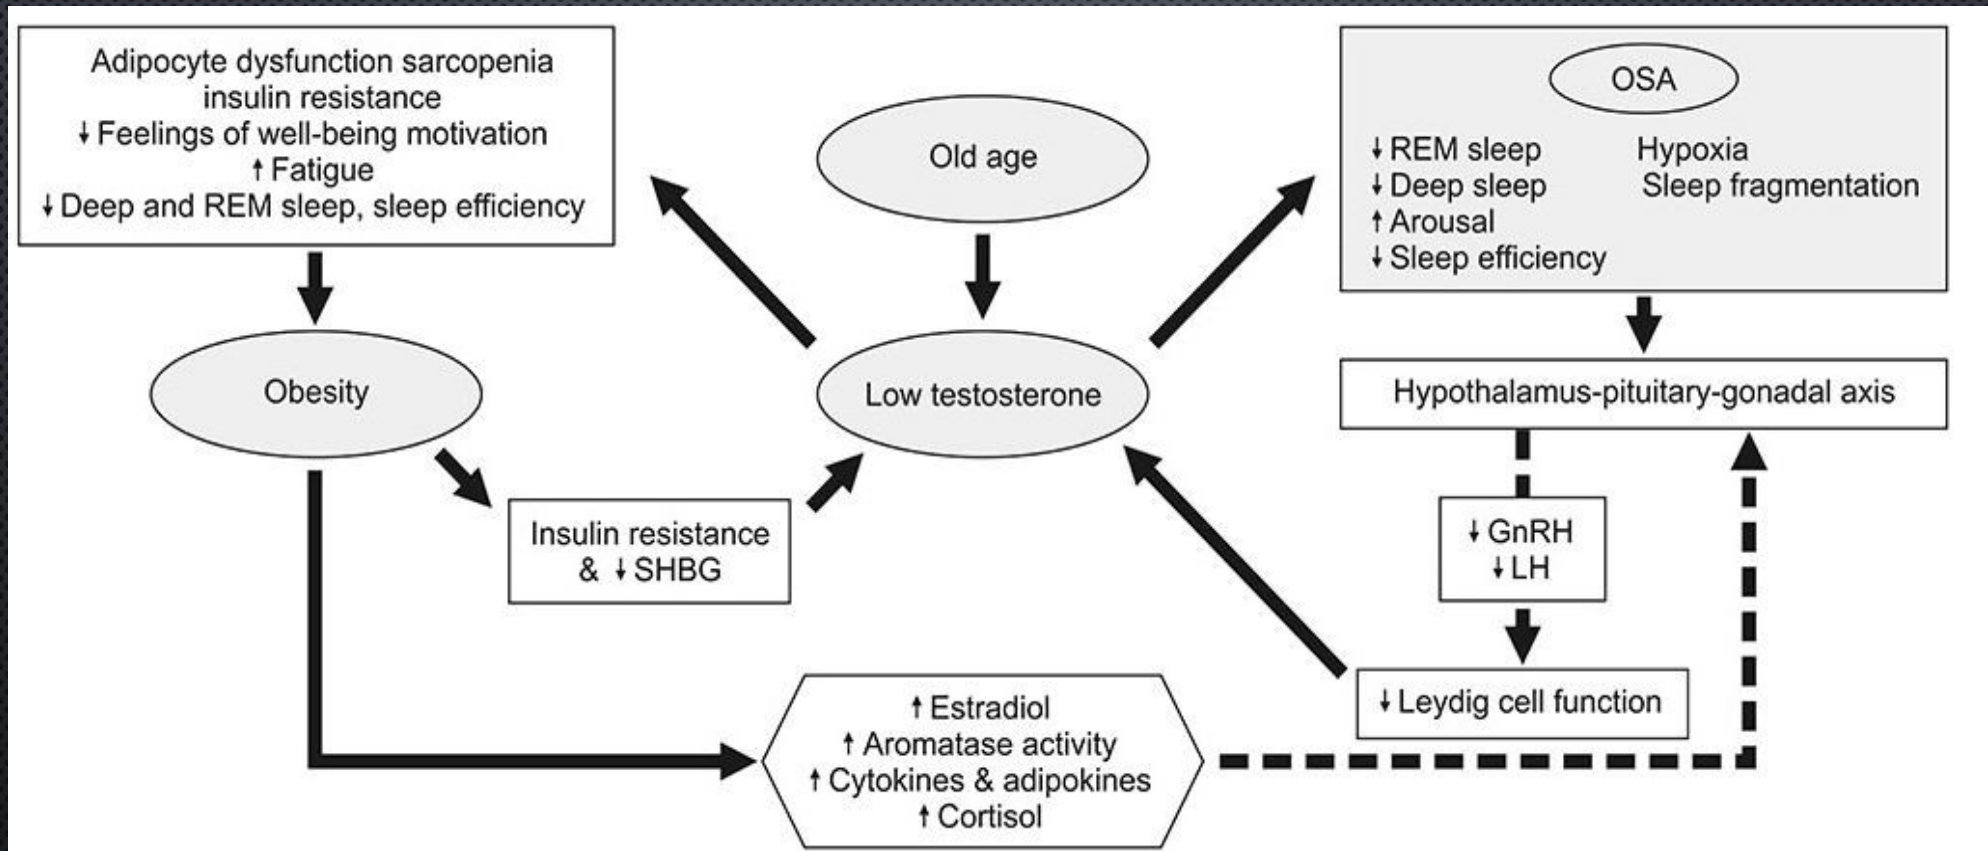 Adipocyte dysfunction sarcopenia
insulin resistance
↓ Feelings of well-being motivation
↑ Fatigue
↓ Deep and REM sleep, sleep efficiency
Old age
OSA
↓ REM sleep
↓ Deep sleep
↑ Arousal
↓ Sleep efficiency
Hypoxia
Sleep fragmentation
Obesity
Low testosterone
Hypothalamus-pituitary-gonadal axis
Insulin resistance
& ↓ SHBG
↓ GnRH
↓ LH
↓ Leydig cell function
↑ Estradiol
↑ Aromatase activity
↑ Cytokines & adipokines
↑ Cortisol